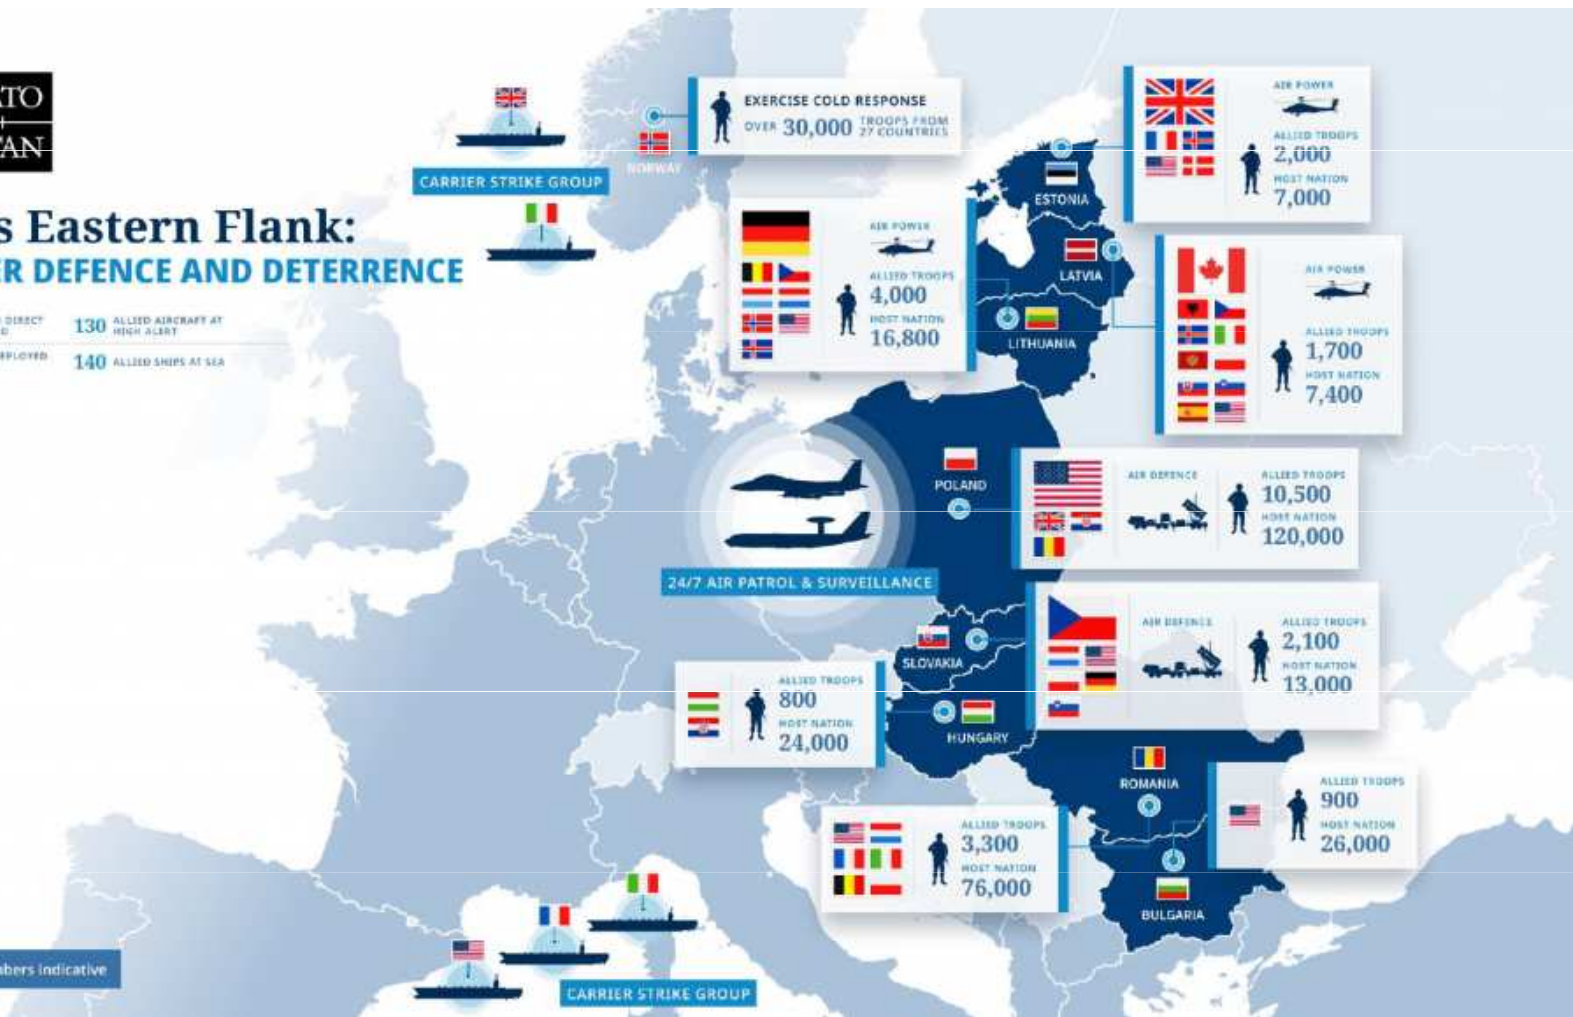 ATO
TAN
s Eastern Flank:
ER DEFENCE AND DETERRENCE
DIRECT
130 ALLIED AIRCRAFT AT
HIGH ALERT
140 ALLIED SHIPS AT SEA
CARRIER STRIKE GROUP
NORWAY
EXERCISE COLD RESPONSE
OVER 30,000 TROOPS FROM
27 COUNTRIES
AIR POWER
ALLIED TROOPS
2,000
HOST NATION
7,000
ESTONIA
AIR POWER
ALLIED TROOPS
4,000
HOST NATION
16,800
LATVIA
LITHUANIA
AIR POWER
ALLIED TROOPS
1,700
HOST NATION
7,400
POLAND
AIR DEFENCE
ALLIED TROOPS
10,500
HOST NATION
120,000
24/7 AIR PATROL & SURVEILLANCE
SLOVAKIA
AIR DEFENCE
ALLIED TROOPS
2,100
HOST NATION
13,000
ALLIED TROOPS
800
HOST NATION
24,000
HUNGARY
ROMANIA
ALLIED TROOPS
900
HOST NATION
26,000
ALLIED TROOPS
3,300
HOST NATION
76,000
BULGARIA
CARRIER STRIKE GROUP
mbers indicative